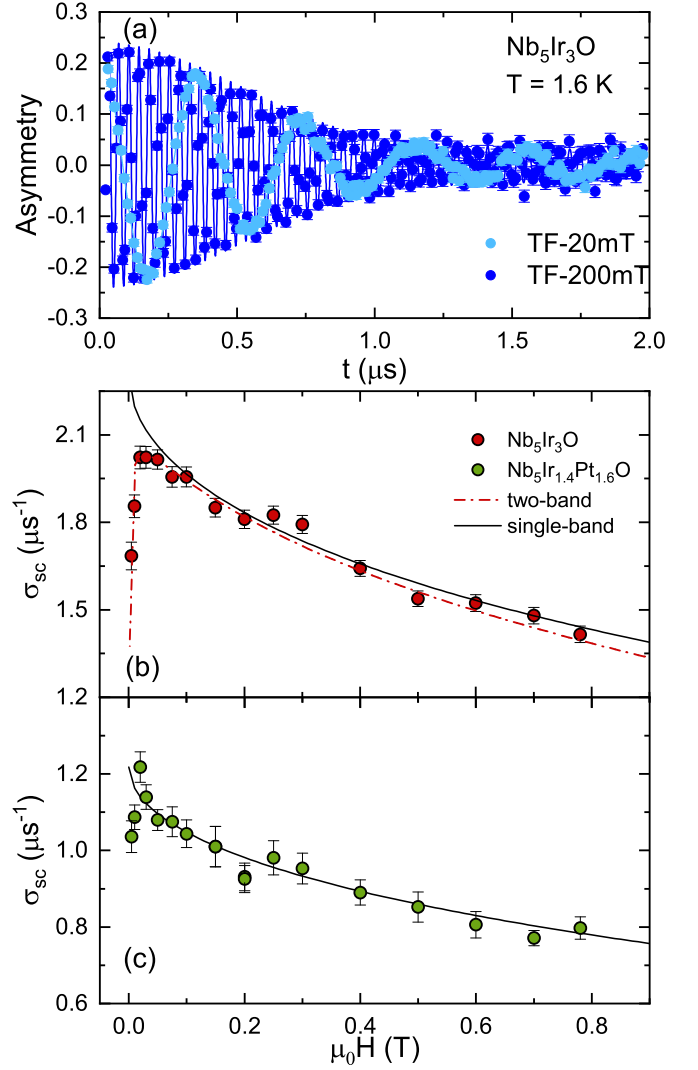 (a)
Nb₅Ir₃O
T = 1.6 K
0.3
0.2
0.1
0.0
-0.1
-0.2
-0.3
Asymmetry
TF-20mT
TF-200mT
0.0 0.5 1.0 1.5 2.0
t (μs)
2.1
1.8
1.5
1.2
σsc (μs⁻¹)
Nb₅Ir₃O
Nb₅Ir₁.₄Pt₁.₆O
two-band
single-band
(b)
1.2
1.0
0.8
0.6
σsc (μs⁻¹)
(c)
0.0 0.2 0.4 0.6 0.8
μ₀H (T)